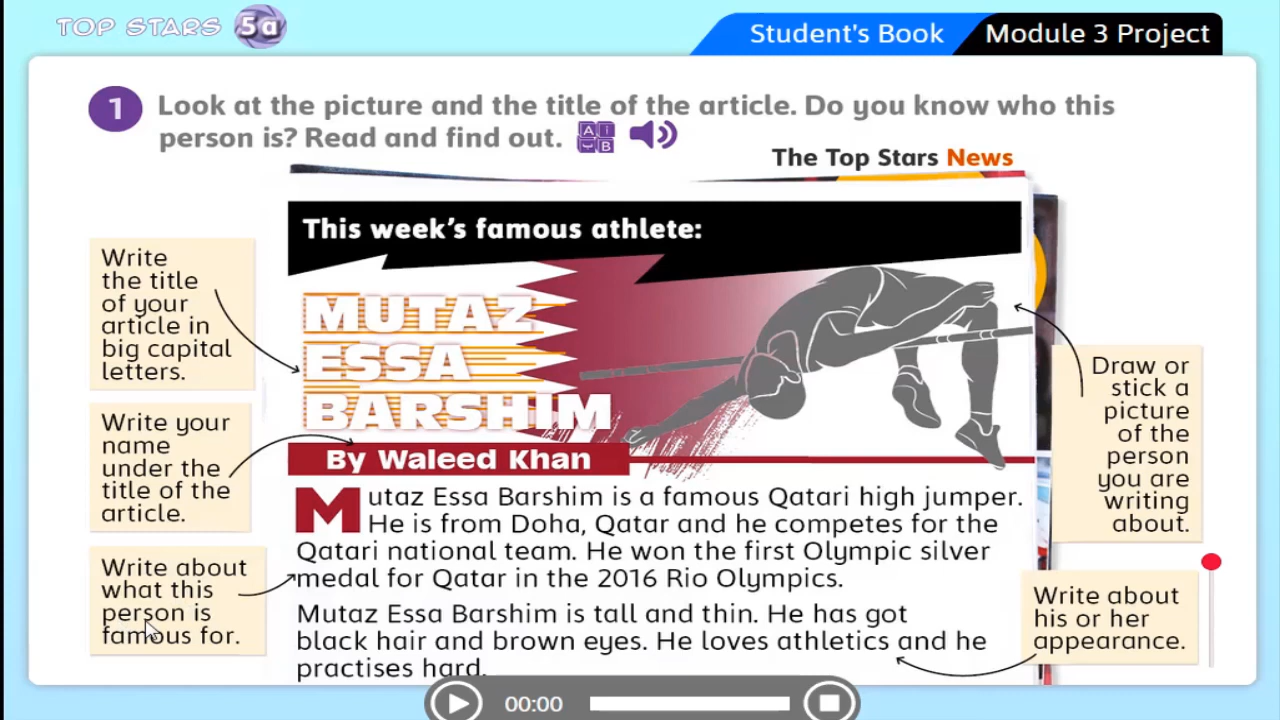 TOP STARS 5a
Student's Book
Module 3 Project
1
Look at the picture and the title of the article. Do you know who this
person is? Read and find out.
A
B
The Top Stars News
This week's famous athlete:
Write
the title
of your
article in
big capital
letters.
MUTAZ
ESSA
BARSHIM
Write your
name
under the
title of the
article.
By Waleed Khan
Draw or
stick a
picture
of the
person
you are
writing
about.
Mutaz Essa Barshim is a famous Qatari high jumper.
He is from Doha, Qatar and he competes for the
Qatari national team. He won the first Olympic silver
medal for Qatar in the 2016 Rio Olympics.
Write about
what this
person is
famous for.
Mutaz Essa Barshim is tall and thin. He has got
black hair and brown eyes. He loves athletics and he
practises hard.
Write about
his or her
appearance.
00:00